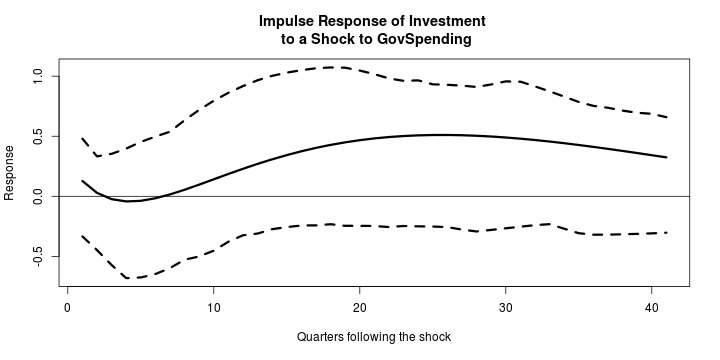 Impulse Response of Investment
to a Shock to GovSpending
Response
1.0
0.5
0.0
-0.5
0 10 20 30 40
Quarters following the shock